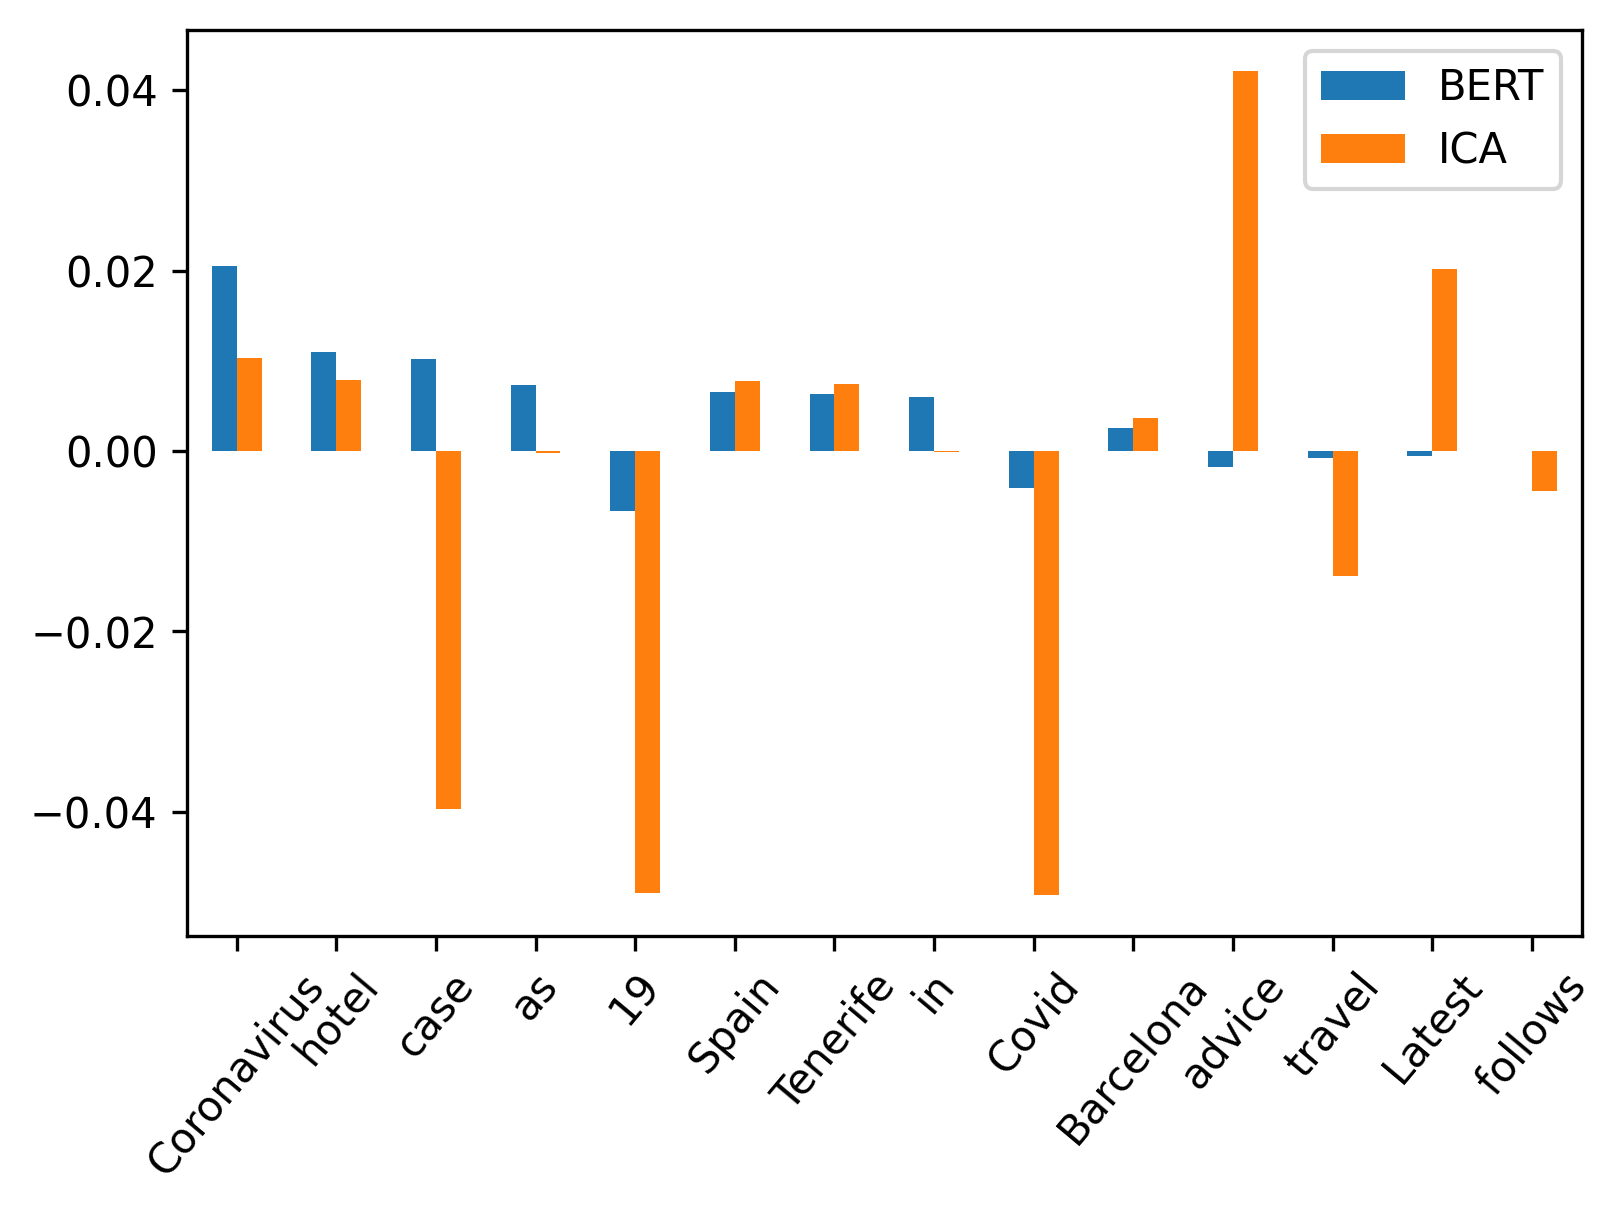 BERT
ICA
0.04
0.02
0.00
−0.02
−0.04
Coronavirus
hotel
case
as
19
Spain
Tenerife
in
Covid
Barcelona
advice
travel
Latest
follows